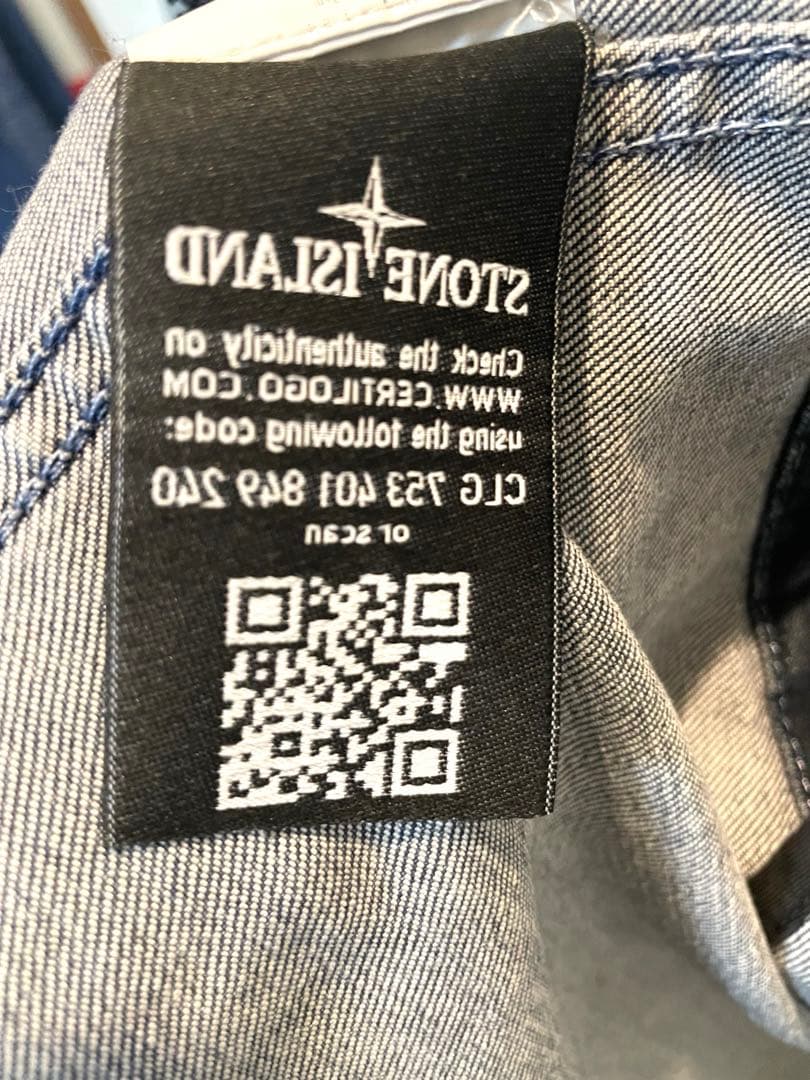 STONE ISLAND
Check the authenticity on
WWW.CERTILOGO.COM
using the following code:
CLG 753 401 849 240
or scan